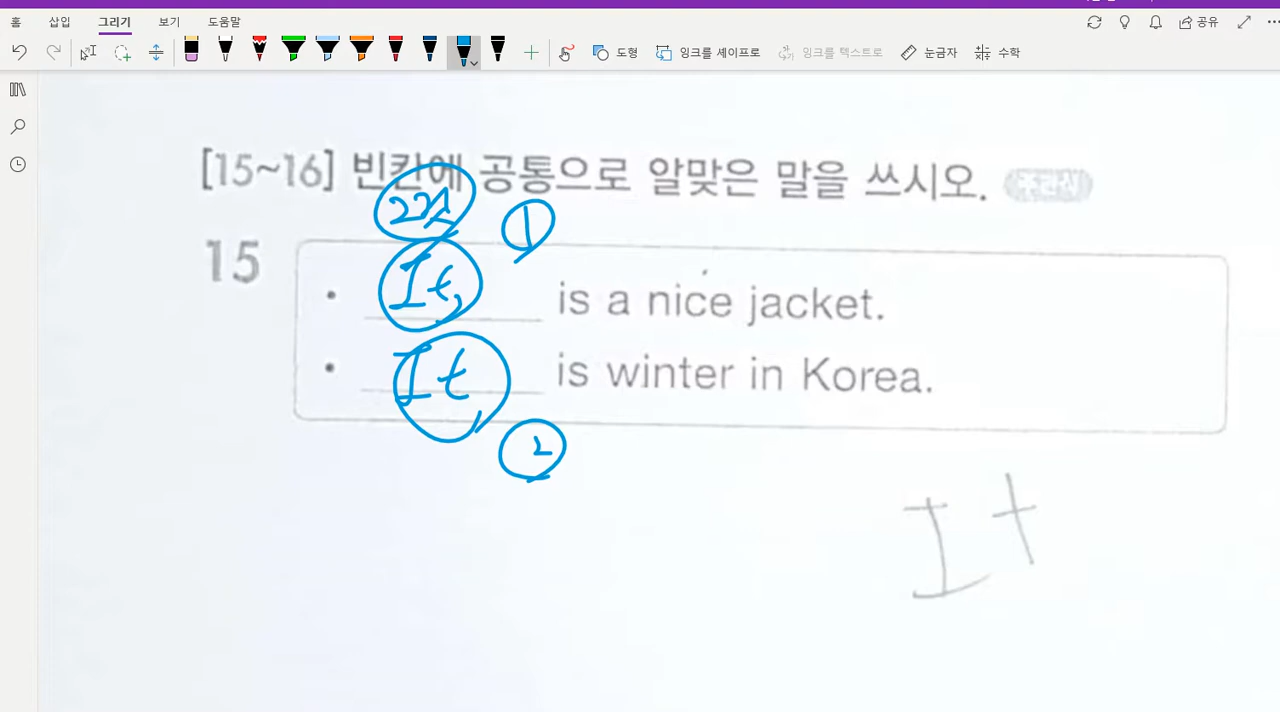 홈 삽입 그리기 보기 도움말 공유
도형 잉크를 셰이프로 잉크를 텍스트로 눈금자 수학
[15~16] 빈칸에 공통으로 알맞은 말을 쓰시오. 주관식
그것 1
15
• It, is a nice jacket.
• It, is winter in Korea.
2
It